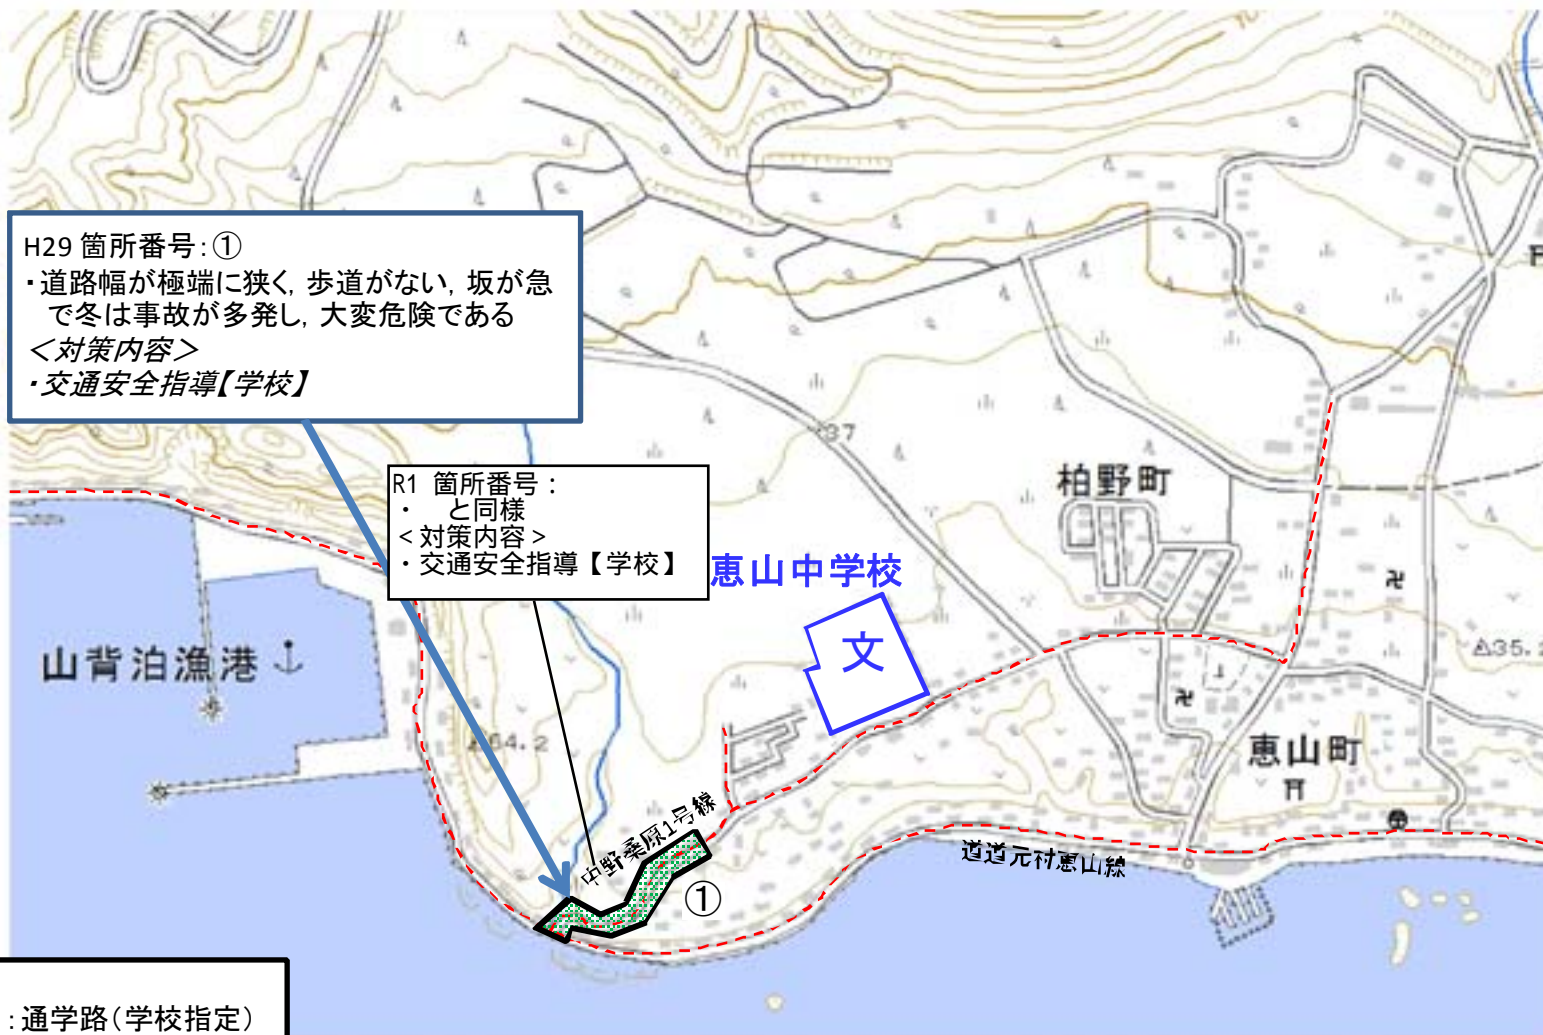 H29 箇所番号:①
・道路幅が極端に狭く, 歩道がない, 坂が急
で冬は事故が多発し, 大変危険である
＜対策内容＞
・交通安全指導【学校】
R1 箇所番号：
・　と同様
＜対策内容＞
・交通安全指導【学校】
恵山中学校
文
柏野町
山背泊漁港
恵山町
中野桑原1号線
道道元村恵山線
①
37
64.2
35.2
：通学路（学校指定）